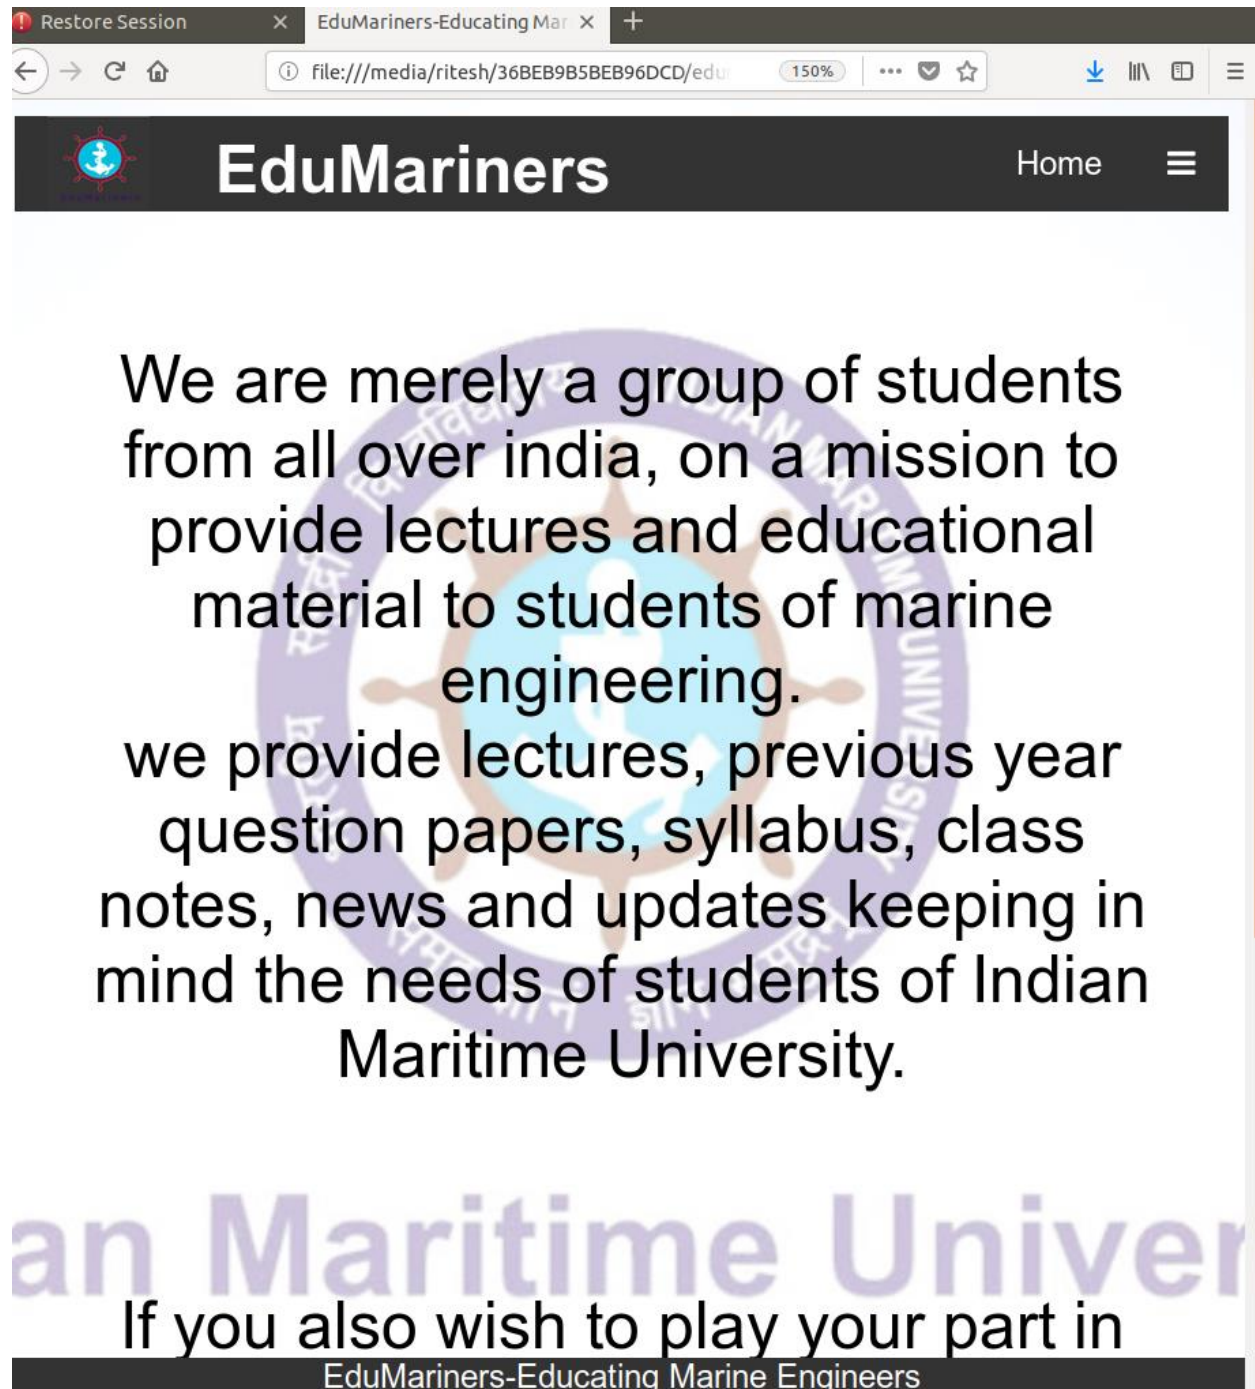 Restore Session
EduMariners-Educating Mar
file:///media/ritesh/36BEB9B5BEB96DCD/edu
150%
EduMariners
Home
We are merely a group of students
from all over india, on a mission to
provide lectures and educational
material to students of marine
engineering.
we provide lectures, previous year
question papers, syllabus, class
notes, news and updates keeping in
mind the needs of students of Indian
Maritime University.
INDIAN MARITIME UNIVERSITY
an Maritime Univer
If you also wish to play your part in
EduMariners-Educating Marine Engineers